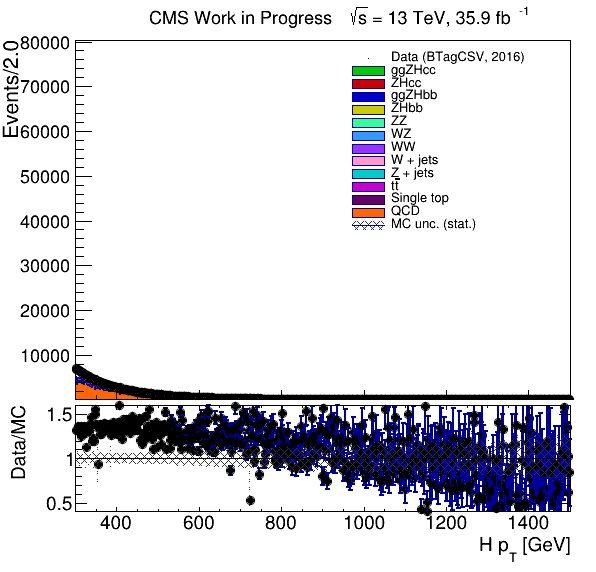 CMS Work in Progress √s = 13 TeV, 35.9 fb -1
Events/2.0
80000
70000
60000
50000
40000
30000
20000
10000
Data (BTagCSV, 2016)
ggZHcc
ZHcc
ggZHbb
ZHbb
ZZ
WZ
WW
W + jets
Z + jets
tt̅
Single top
QCD
MC unc. (stat.)
Data/MC
1.5
1
0.5
400 600 800 1000 1200 1400
H pT [GeV]